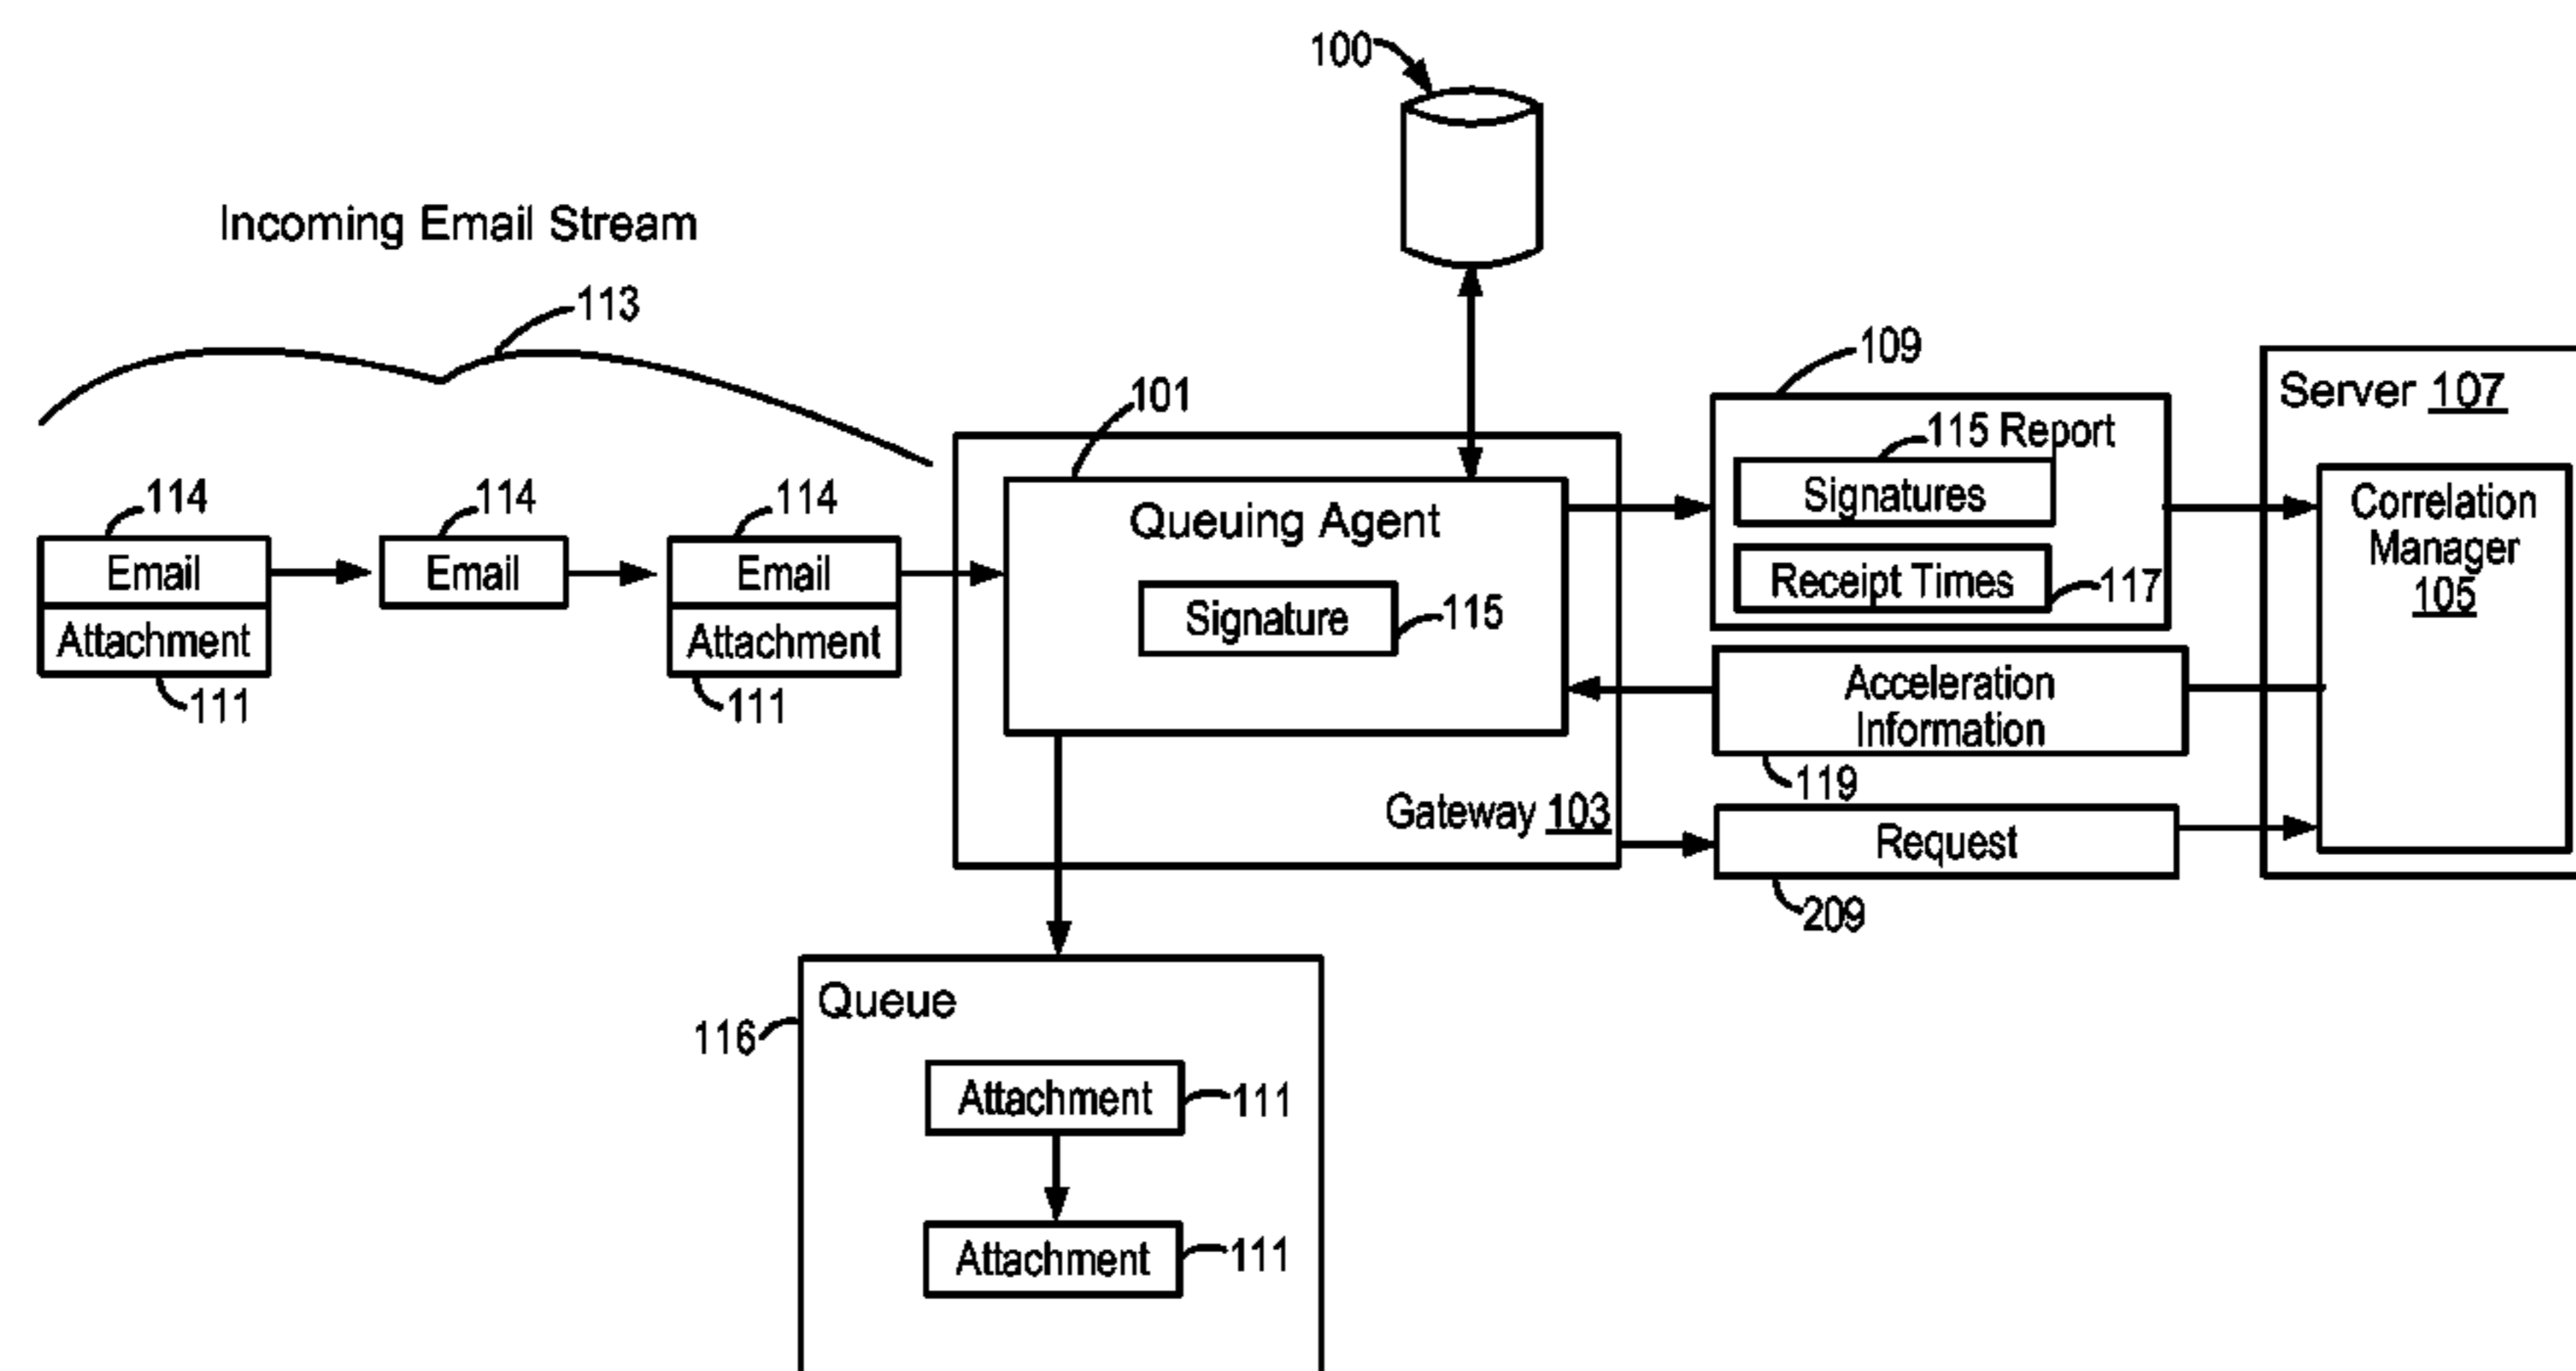 100
Incoming Email Stream
113
109
Server 107
101
115 Report
114
114
114
Signatures
Correlation
Manager
105
Queuing Agent
Email
Email
Email
Receipt Times
117
Signature
115
Attachment
Attachment
111
111
Acceleration
Information
119
Gateway 103
Request
209
Queue
116
Attachment
111
Attachment
111